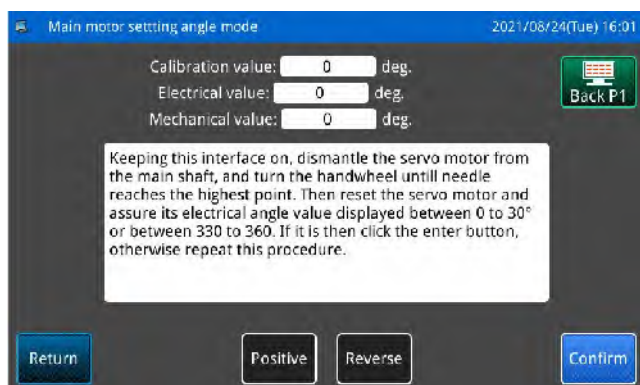 Main motor settting angle mode 2021/08/24(Tue) 16:01
Calibration value: 0 deg.
Electrical value: 0 deg.
Mechanical value: 0 deg.
Back P1
Keeping this interface on, dismantle the servo motor from
the main shaft, and turn the handwheel untill needle
reaches the highest point. Then reset the servo motor and
assure its electrical angle value displayed between 0 to 30°
or between 330 to 360. If it is then click the enter button,
otherwise repeat this procedure.
Return Positive Reverse Confirm